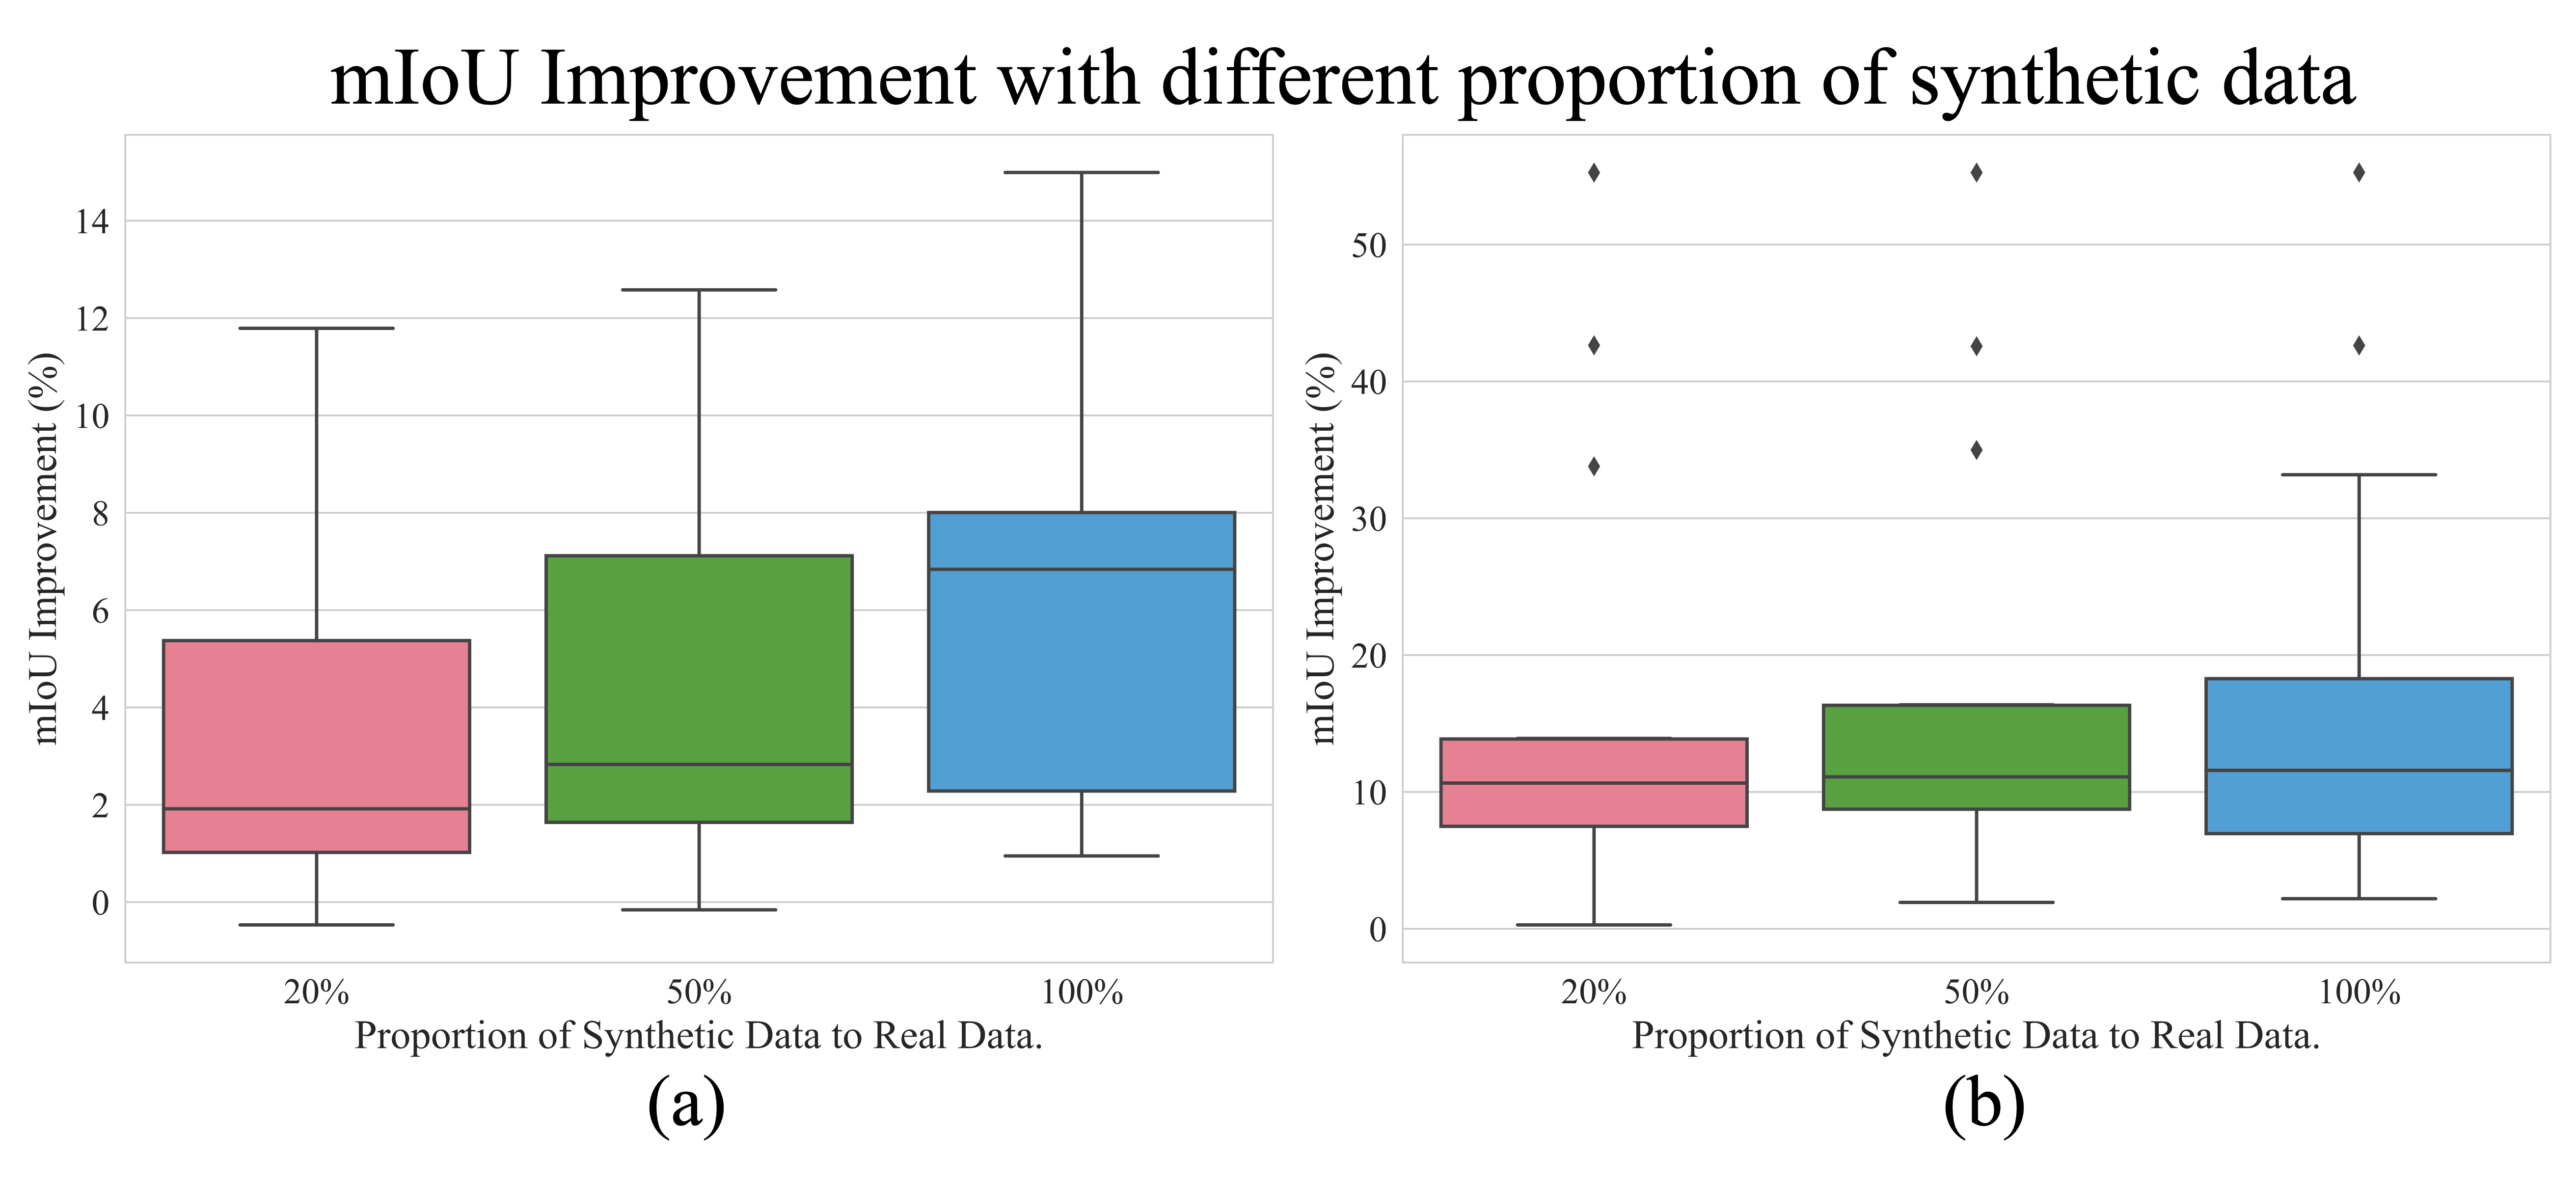 mIoU Improvement with different proportion of synthetic data
mIoU Improvement (%)
14
12
10
8
6
4
2
0
20% 50% 100%
Proportion of Synthetic Data to Real Data.
(a)
mIoU Improvement (%)
50
40
30
20
10
0
20% 50% 100%
Proportion of Synthetic Data to Real Data.
(b)